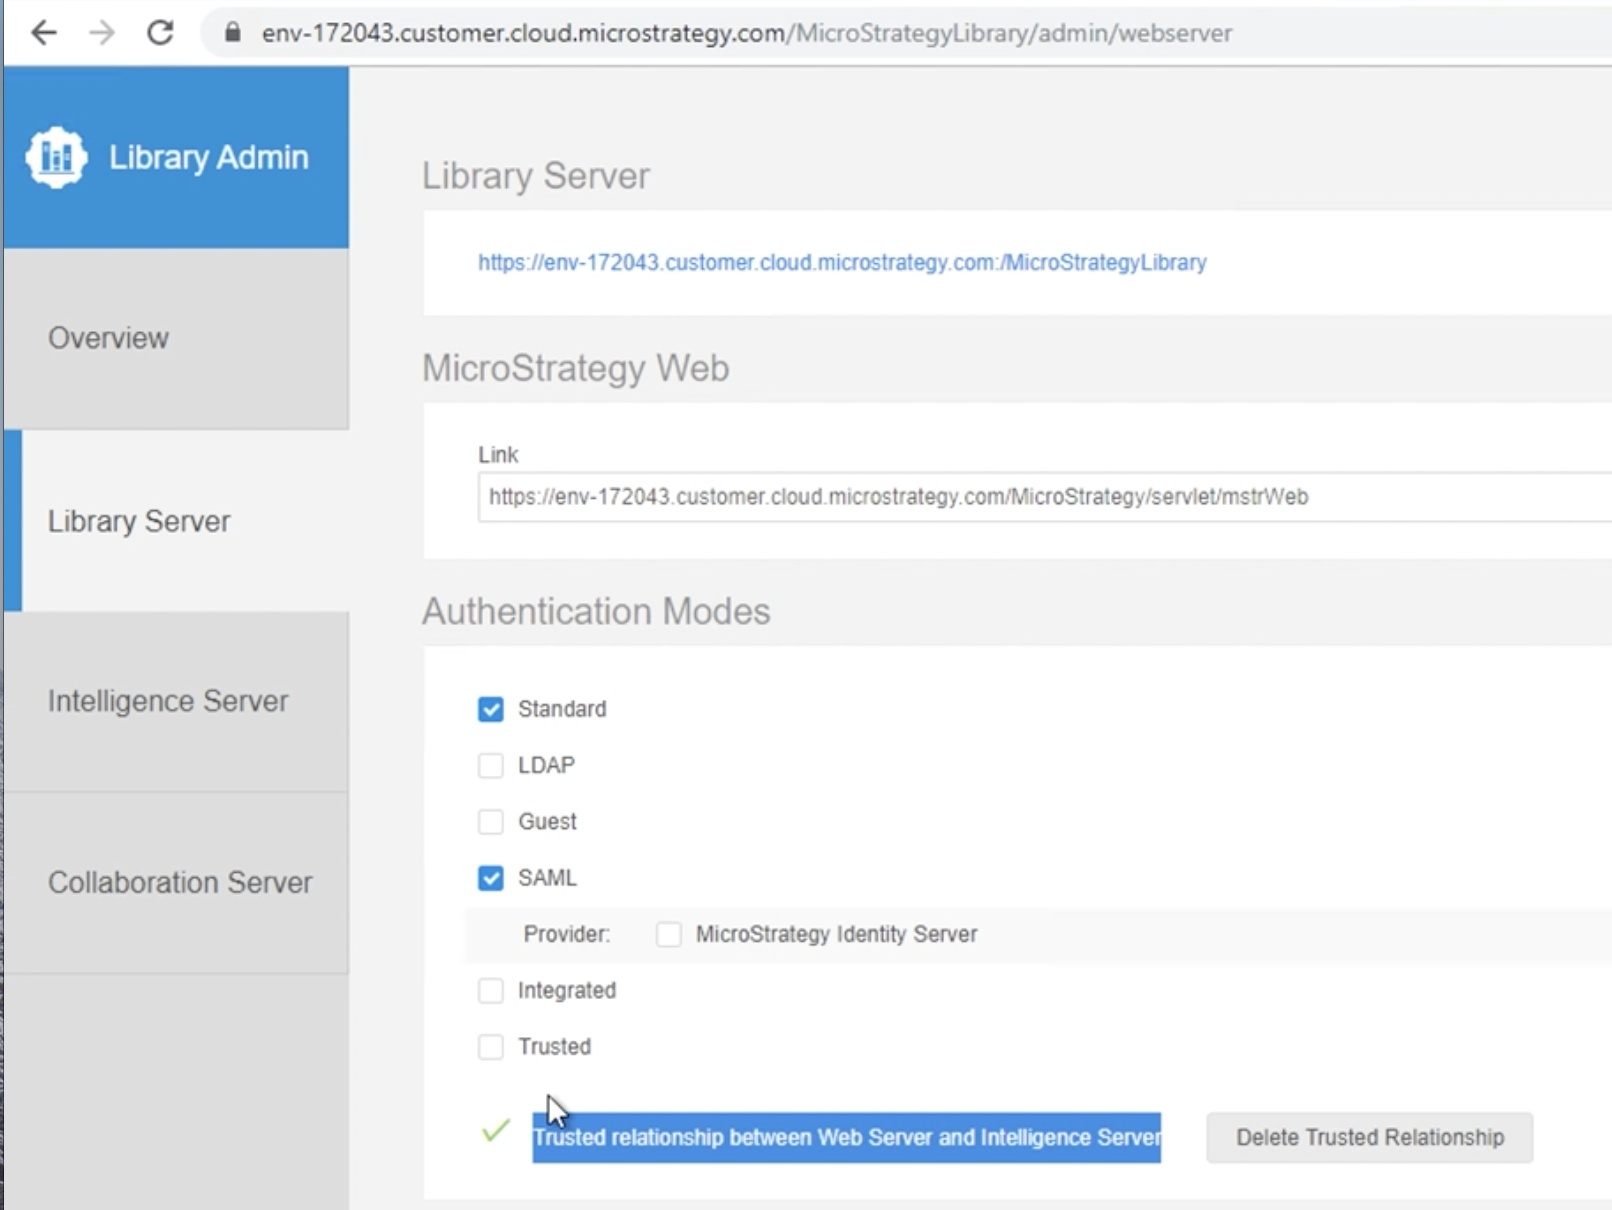 env-172043.customer.cloud.microstrategy.com/MicroStrategyLibrary/admin/webserver
Library Admin
Overview
Library Server
Intelligence Server
Collaboration Server
Library Server
https://env-172043.customer.cloud.microstrategy.com:/MicroStrategyLibrary
MicroStrategy Web
Link
https://env-172043.customer.cloud.microstrategy.com/MicroStrategy/servlet/mstrWeb
Authentication Modes
Standard
LDAP
Guest
SAML
Provider: MicroStrategy Identity Server
Integrated
Trusted
Trusted relationship between Web Server and Intelligence Server Delete Trusted Relationship